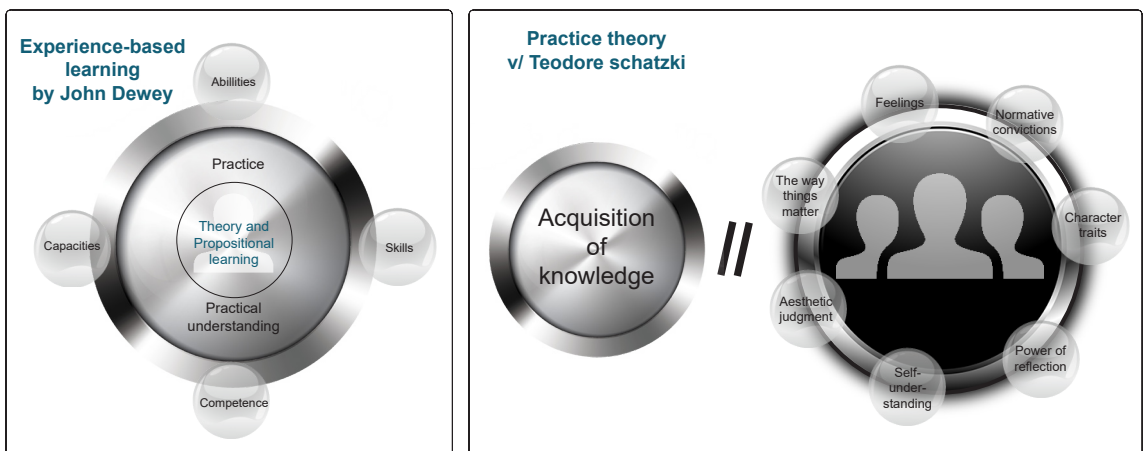 Experience-based
learning
by John Dewey
Abillities
Practice
Theory and
Propositional
learning
Capacities
Skills
Practical
understanding
Competence
Practice theory
v/ Teodore schatzki
Acquisition
of
knowledge
//
Feelings
Normative
convictions
The way
things
matter
Character
traits
Aesthetic
judgment
Power of
reflection
Self-
under-
standing